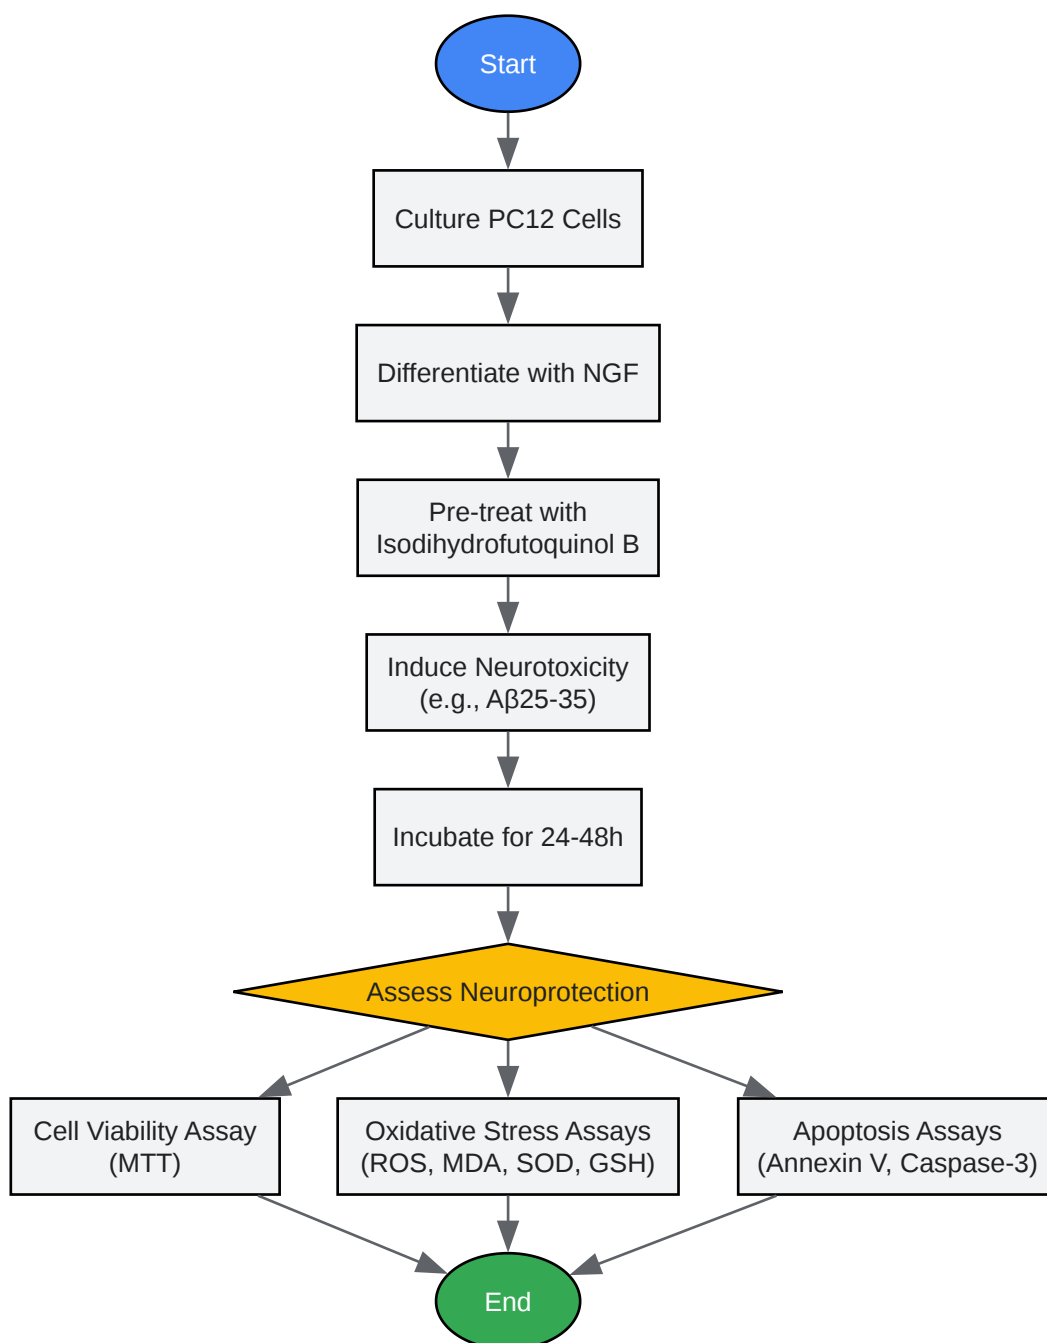 Start
Culture PC12 Cells
Differentiate with NGF
Pre-treat with
Isodihydrofutoquinol B
Induce Neurotoxicity
(e.g., Aβ25-35)
Incubate for 24-48h
Assess Neuroprotection
Cell Viability Assay
(MTT)
Oxidative Stress Assays
(ROS, MDA, SOD, GSH)
Apoptosis Assays
(Annexin V, Caspase-3)
End